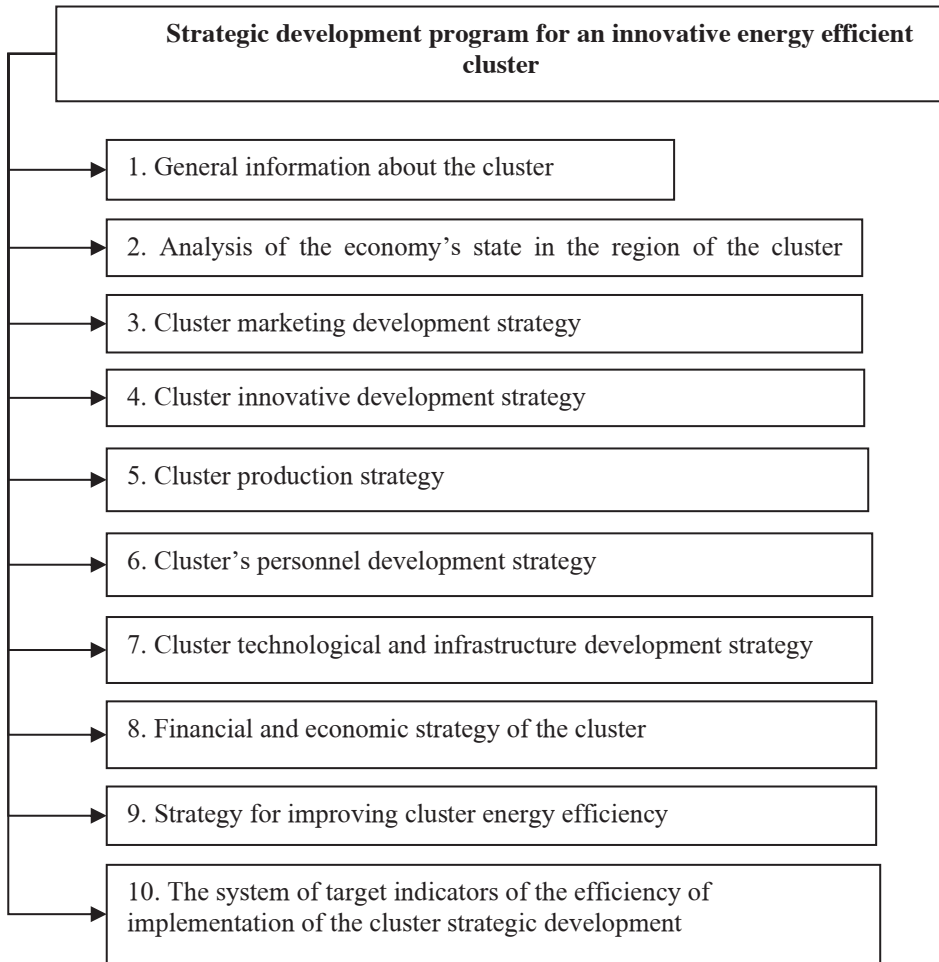 Strategic development program for an innovative energy efficient
cluster
1. General information about the cluster
2. Analysis of the economy’s state in the region of the cluster
3. Cluster marketing development strategy
4. Cluster innovative development strategy
5. Cluster production strategy
6. Cluster’s personnel development strategy
7. Cluster technological and infrastructure development strategy
8. Financial and economic strategy of the cluster
9. Strategy for improving cluster energy efficiency
10. The system of target indicators of the efficiency of
implementation of the cluster strategic development